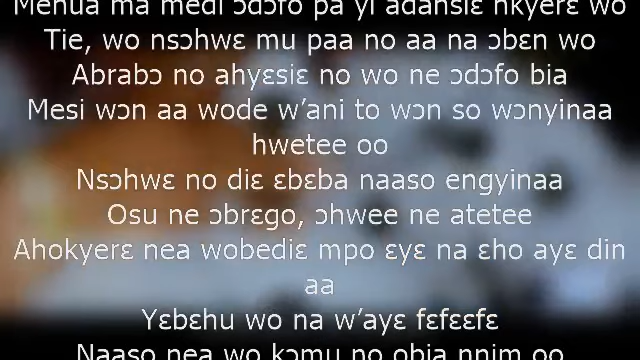 Menua ma medi ɔdɔfo pa yi adansiɛ nkyerɛ wo
Tie, wo nsɔhwɛ mu paa no aa na ɔbɛn wo
Abrabɔ no ahyɛsiɛ no wo ne ɔdɔfo bia
Mesi wɔn aa wode w’ani to wɔn so wɔnyinaa
hwetee oo
Nsɔhwɛ no diɛ ɛbɛba naaso engyinaa
Osu ne ɔbrɛgo, ɔhwee ne atetee
Ahokyerɛ nea wobediɛ mpo ɛyɛ na ɛho ayɛ din
aa
Yɛbɛhu wo na w’ayɛ fɛfɛɛfɛ
Naaso nea wo kɔmu no obia nnim oo